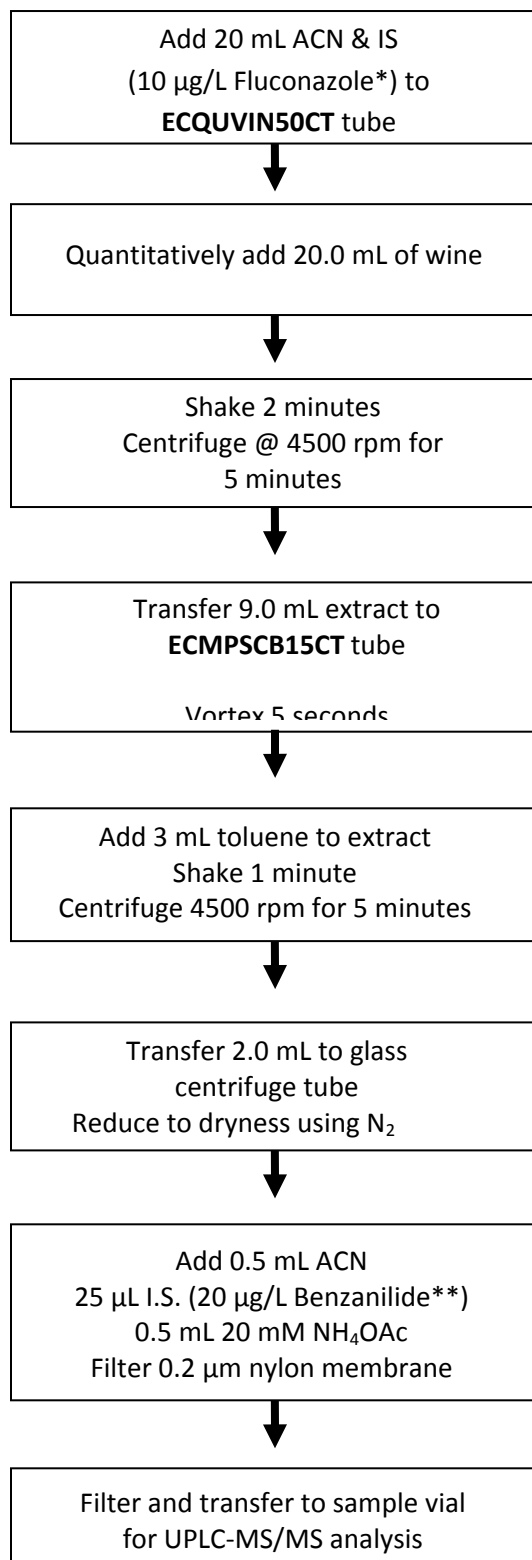 Add 20 mL ACN & IS
(10 µg/L Fluconazole*) to
ECQUVIN50CT tube
Quantitatively add 20.0 mL of wine
Shake 2 minutes
Centrifuge @ 4500 rpm for
5 minutes
Transfer 9.0 mL extract to
ECMPSCB15CT tube
Vortex 5 seconds
Add 3 mL toluene to extract
Shake 1 minute
Centrifuge 4500 rpm for 5 minutes
Transfer 2.0 mL to glass
centrifuge tube
Reduce to dryness using N₂
Add 0.5 mL ACN
25 µL I.S. (20 µg/L Benzanilide**)
0.5 mL 20 mM NH₄OAc
Filter 0.2 µm nylon membrane
Filter and transfer to sample vial
for UPLC-MS/MS analysis